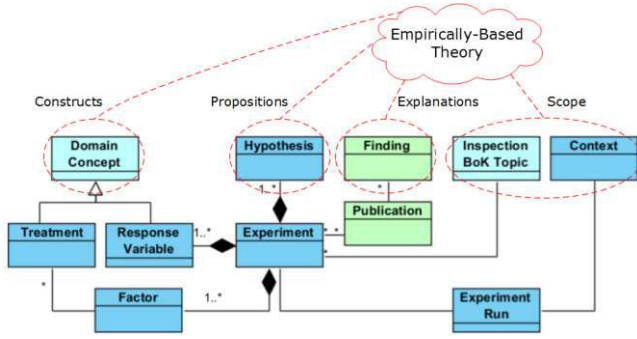 Empirically-Based
Theory
Constructs
Propositions
Explanations
Scope
Domain
Concept
Hypothesis
Finding
Inspection
BoK Topic
Context
1..*
*
Publication
Treatment
Response
Variable
1..*
Experiment
* *
*
*
Factor
1..*
Experiment
Run